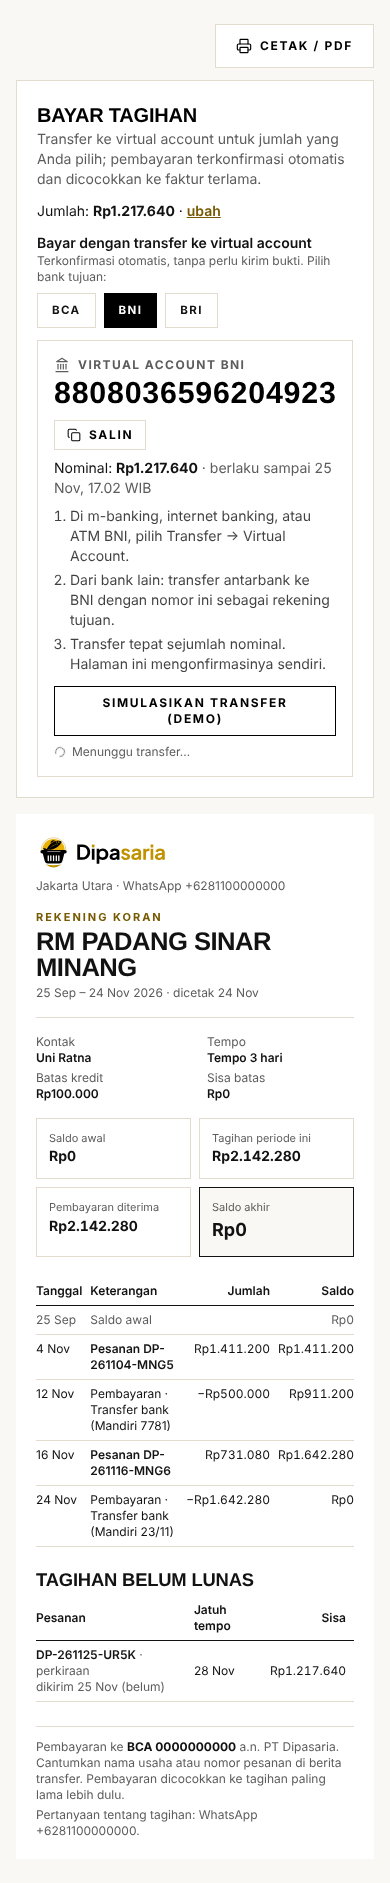 CETAK / PDF
BAYAR TAGIHAN
Transfer ke virtual account untuk jumlah yang
Anda pilih; pembayaran terkonfirmasi otomatis
dan dicocokkan ke faktur terlama.
Jumlah: Rp1.217.640 · ubah
Bayar dengan transfer ke virtual account
Terkonfirmasi otomatis, tanpa perlu kirim bukti. Pilih
bank tujuan:
BCA BNI BRI
VIRTUAL ACCOUNT BNI
8808036596204923
SALIN
Nominal: Rp1.217.640 · berlaku sampai 25
Nov, 17.02 WIB
1. Di m-banking, internet banking, atau
ATM BNI, pilih Transfer → Virtual
Account.
2. Dari bank lain: transfer antarbank ke
BNI dengan nomor ini sebagai rekening
tujuan.
3. Transfer tepat sejumlah nominal.
Halaman ini mengonfirmasinya sendiri.
SIMULASIKAN TRANSFER
(DEMO)
Menunggu transfer…
Dipasaria
Jakarta Utara · WhatsApp +6281100000000
REKENING KORAN
RM PADANG SINAR
MINANG
25 Sep – 24 Nov 2026 · dicetak 24 Nov
Kontak Tempo
Uni Ratna Tempo 3 hari
Batas kredit Sisa batas
Rp100.000 Rp0
Saldo awal Tagihan periode ini
Rp0 Rp2.142.280
Pembayaran diterima Saldo akhir
Rp2.142.280 Rp0
Tanggal Keterangan Jumlah Saldo
25 Sep Saldo awal Rp0
4 Nov Pesanan DP- Rp1.411.200 Rp1.411.200
261104-MNG5
12 Nov Pembayaran · −Rp500.000 Rp911.200
Transfer bank
(Mandiri 7781)
16 Nov Pesanan DP- Rp731.080 Rp1.642.280
261116-MNG6
24 Nov Pembayaran · −Rp1.642.280 Rp0
Transfer bank
(Mandiri 23/11)
TAGIHAN BELUM LUNAS
Pesanan Jatuh Sisa
tempo
DP-261125-UR5K ·
perkiraan 28 Nov Rp1.217.640
dikirim 25 Nov (belum)
Pembayaran ke BCA 0000000000 a.n. PT Dipasaria.
Cantumkan nama usaha atau nomor pesanan di berita
transfer. Pembayaran dicocokkan ke tagihan paling
lama lebih dulu.
Pertanyaan tentang tagihan: WhatsApp
+6281100000000.